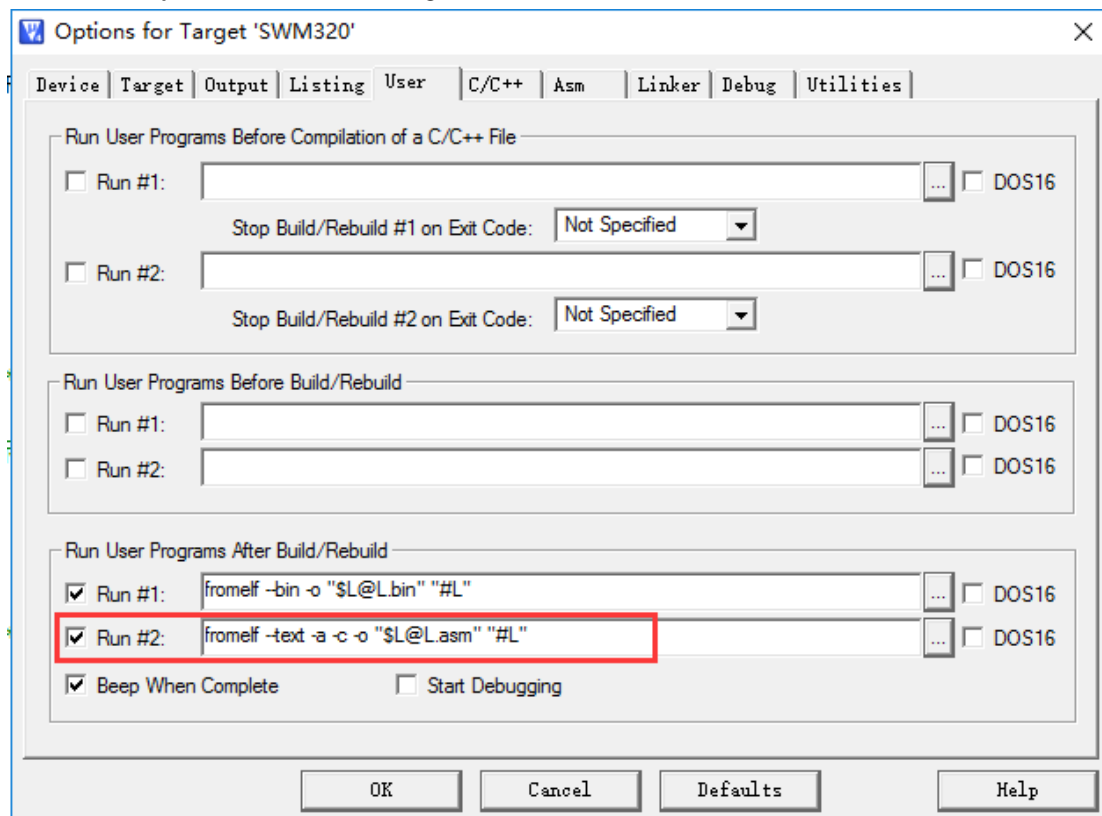 Options for Target 'SWM320'
Device Target Output Listing User C/C++ Asm Linker Debug Utilities
Run User Programs Before Compilation of a C/C++ File
Run #1: ... DOS16
Stop Build/Rebuild #1 on Exit Code: Not Specified
Run #2: ... DOS16
Stop Build/Rebuild #2 on Exit Code: Not Specified
Run User Programs Before Build/Rebuild
Run #1: ... DOS16
Run #2: ... DOS16
Run User Programs After Build/Rebuild
Run #1: fromelf --bin -o "$L@L.bin" "#L" ... DOS16
Run #2: fromelf --text -a -c -o "$L@L.asm" "#L" ... DOS16
Beep When Complete Start Debugging
OK Cancel Defaults Help